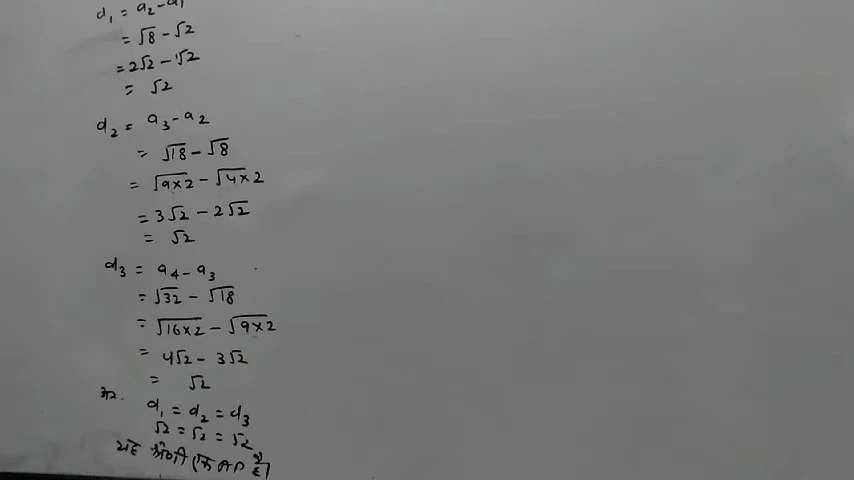 d₁ = a₂-a₁
= √8 - √2
= 2√2 - √2
= √2
d₂ = a₃-a₂
= √18 - √8
= √9×2 - √4×2
= 3√2 - 2√2
= √2
d₃ = a₄-a₃
= √32 - √18
= √16×2 - √9×2
= 4√2 - 3√2
= √2
d₁ = d₂ = d₃
√2 = √2 = √2
यह श्रेणी AP है